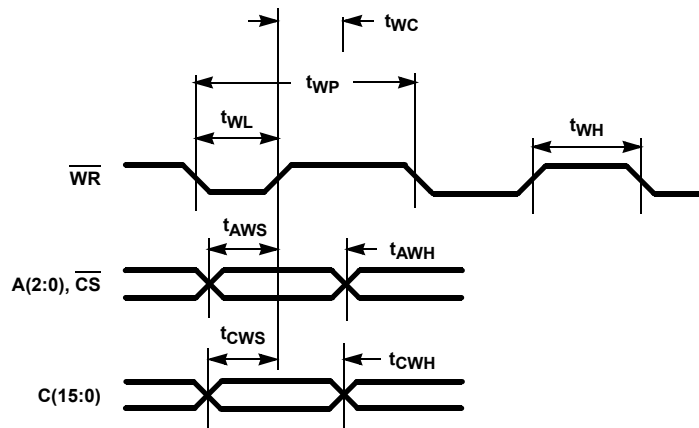 tWC
tWP
tWL
tWH
WR
tAWS
tAWH
A(2:0), CS
tCWS
tCWH
C(15:0)